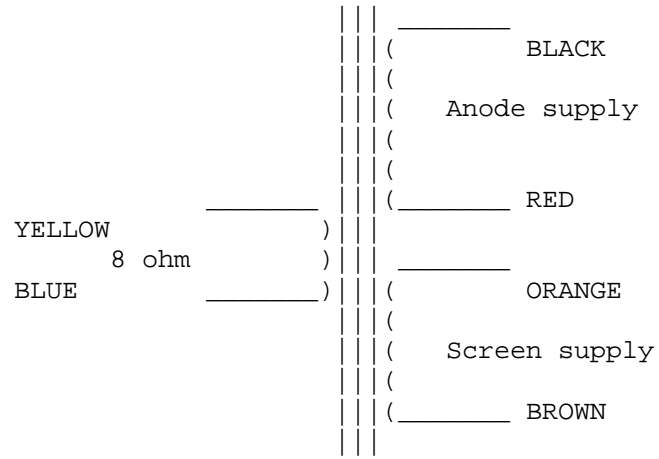 BLACK
Anode supply
RED
YELLOW
8 ohm
BLUE
ORANGE
Screen supply
BROWN